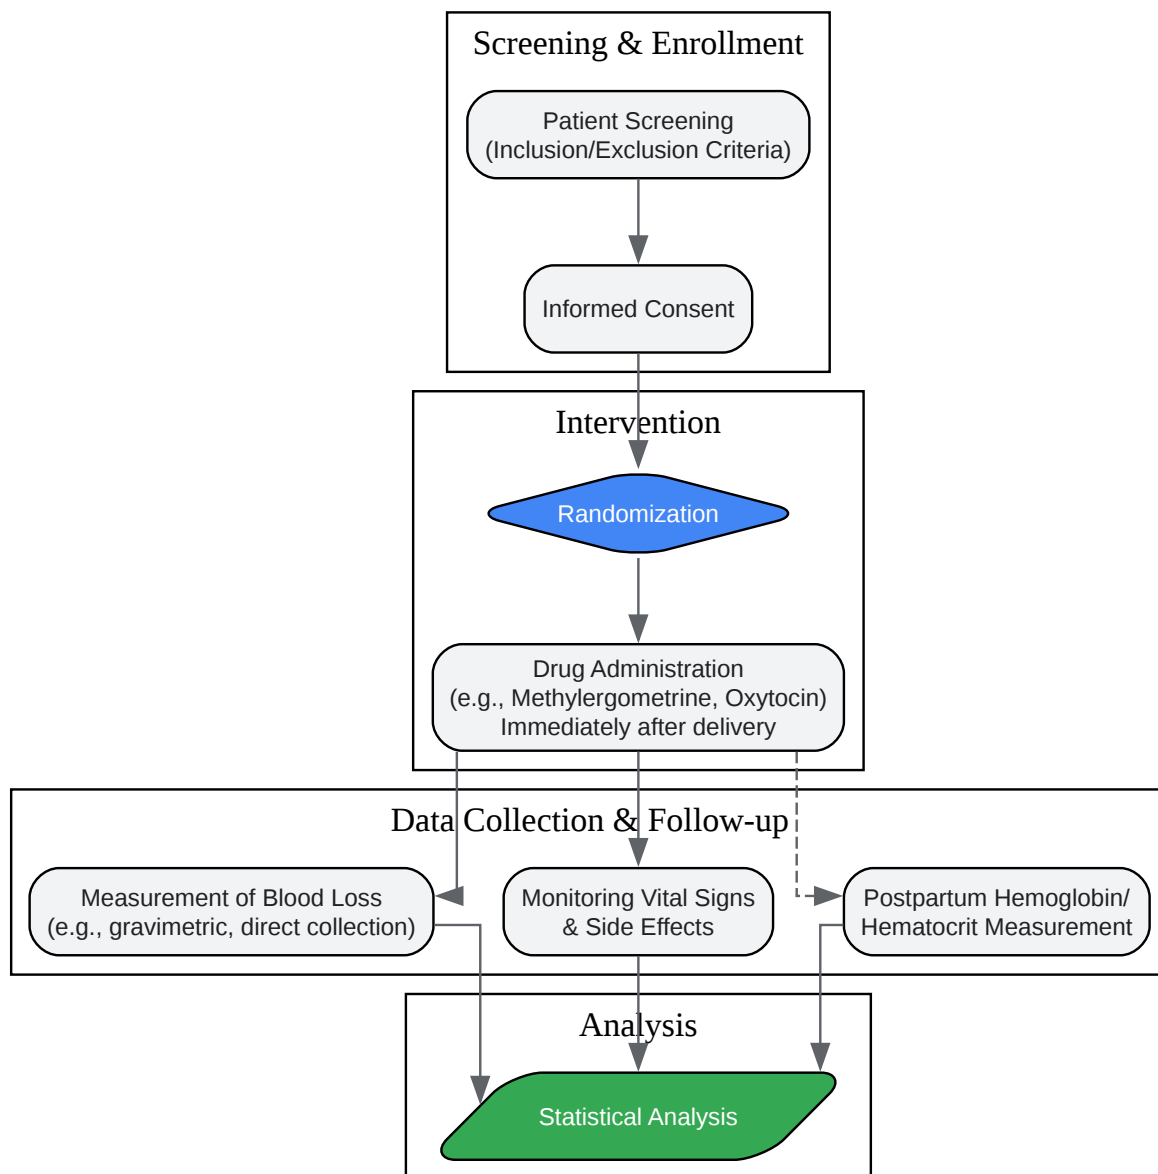 Screening & Enrollment
Patient Screening
(Inclusion/Exclusion Criteria)
Informed Consent
Intervention
Randomization
Drug Administration
(e.g., Methylergometrine, Oxytocin)
Immediately after delivery
Data Collection & Follow-up
Measurement of Blood Loss
(e.g., gravimetric, direct collection)
Monitoring Vital Signs
& Side Effects
Postpartum Hemoglobin/
Hematocrit Measurement
Analysis
Statistical Analysis